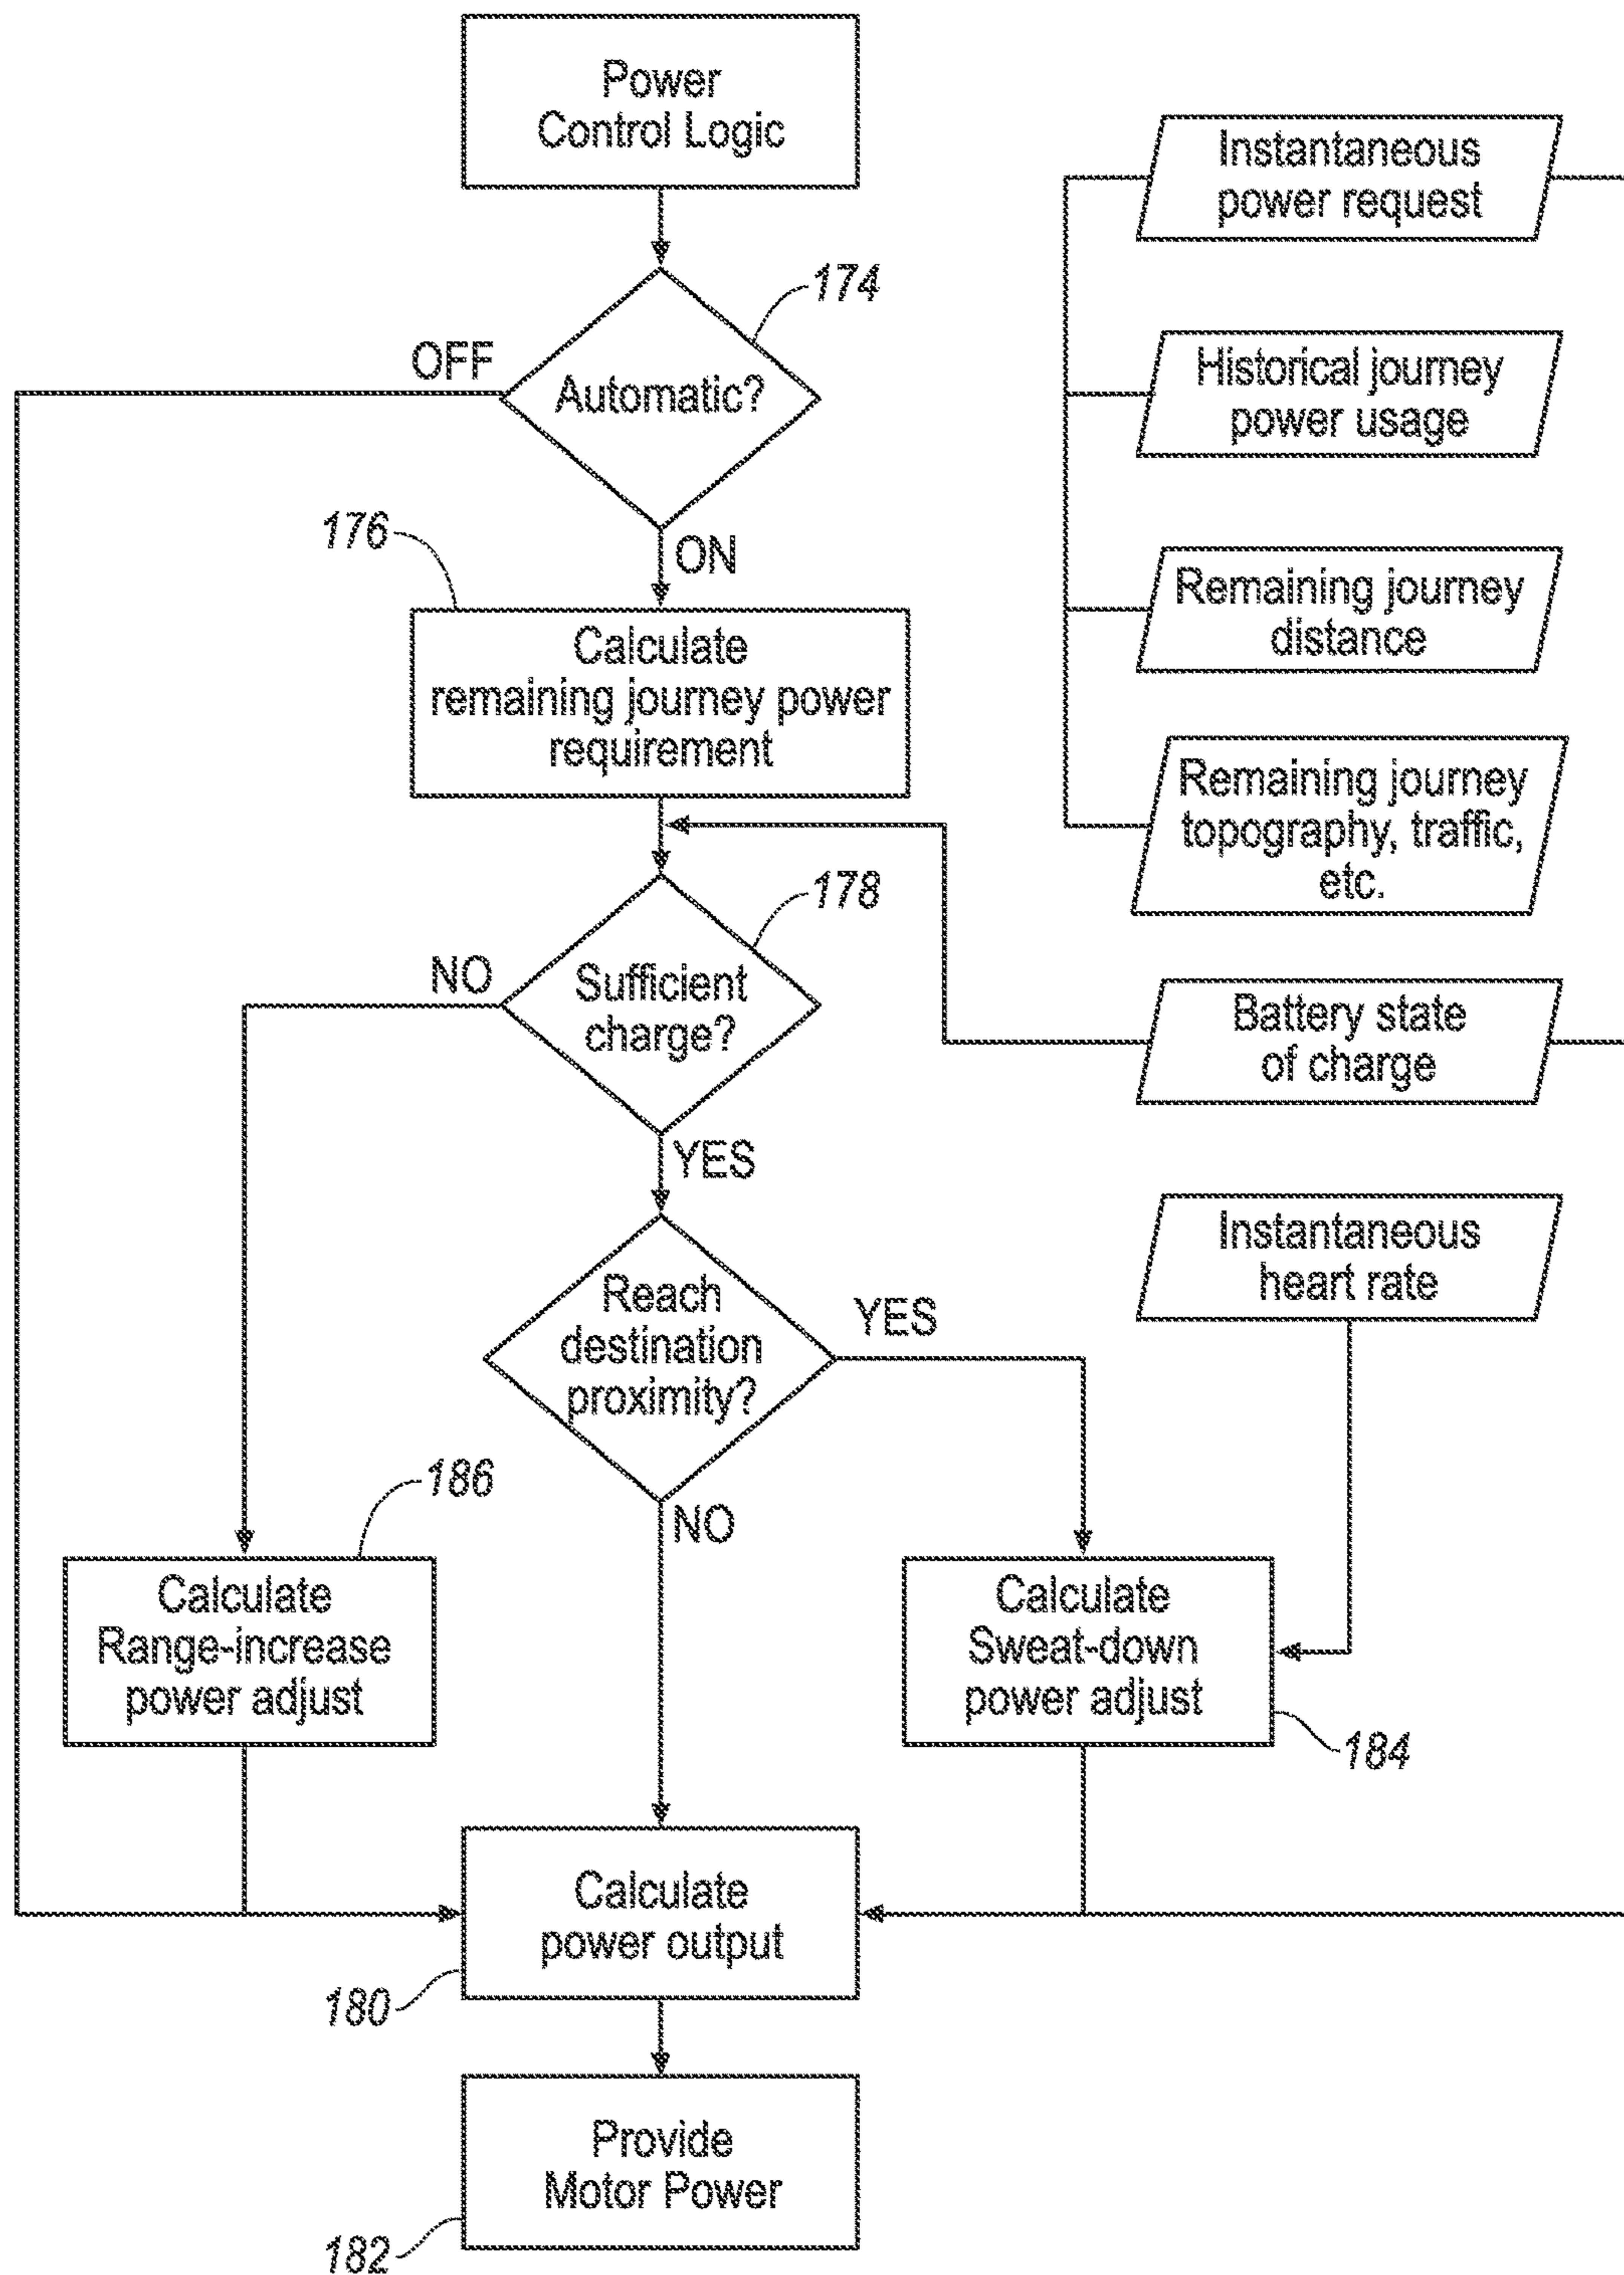 Power
Control Logic
174
OFF
Automatic?
ON
176
Calculate
remaining journey power
requirement
178
NO
Sufficient
charge?
YES
Reach
destination
proximity?
YES
NO
186
Calculate
Range-increase
power adjust
Calculate
Sweat-down
power adjust
184
Calculate
power output
180
Provide
Motor Power
182
Instantaneous
power request
Historical journey
power usage
Remaining journey
distance
Remaining journey
topography, traffic,
etc.
Battery state
of charge
Instantaneous
heart rate